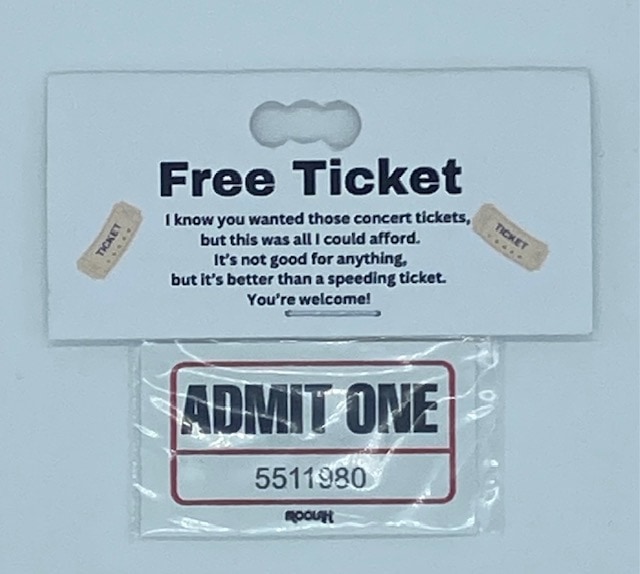 Free Ticket
I know you wanted those concert tickets,
but this was all I could afford.
It's not good for anything,
but it's better than a speeding ticket.
You're welcome!
TICKET
TICKET
ADMIT ONE
5511980